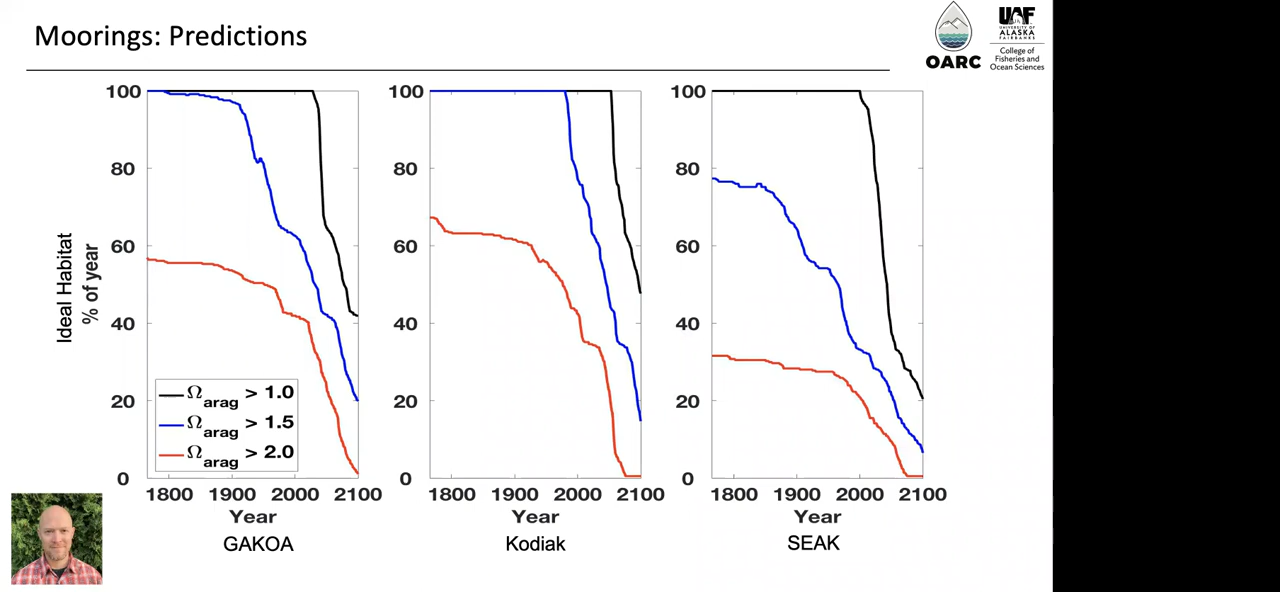 Moorings: Predictions
OARC
UAF
UNIVERSITY OF
ALASKA
FAIRBANKS
College of
Fisheries and
Ocean Sciences
Ideal Habitat
% of year
100
80
60
40
20
0
Ωarag > 1.0
Ωarag > 1.5
Ωarag > 2.0
1800 1900 2000 2100
Year
GAKOA
100
80
60
40
20
0
1800 1900 2000 2100
Year
Kodiak
100
80
60
40
20
0
1800 1900 2000 2100
Year
SEAK